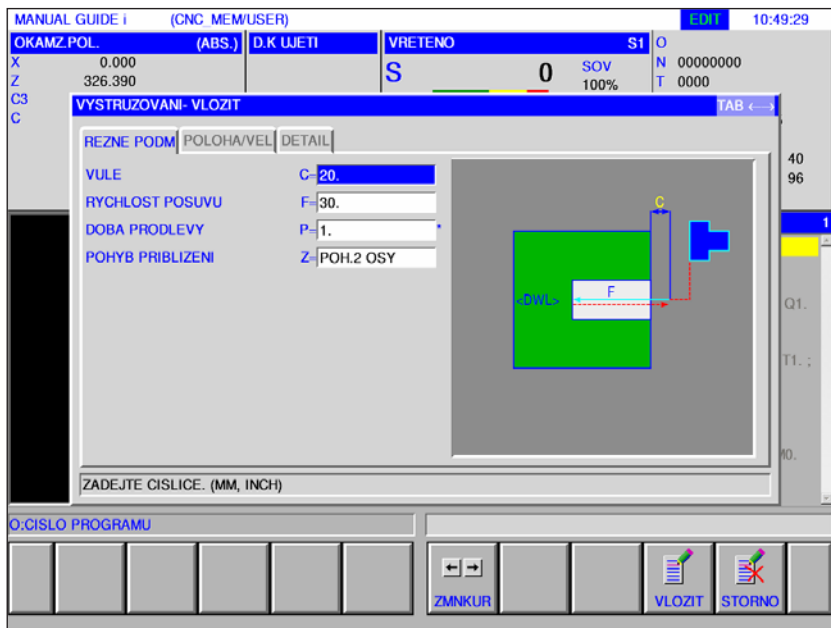 MANUAL GUIDE i (CNC_MEM/USER) EDIT 10:49:29
OKAMZ.POL. (ABS.) D.K UJETI VRETENO S1 O
X 0.000 S 0 SOV N 00000000
Z 326.390 100% T 0000
C3
C
VYSTRUZOVANI- VLOZIT TAB ←→
REZNE PODM POLOHA/VEL DETAIL
VULE C= 20.
RYCHLOST POSUVU F= 30.
DOBA PRODLEVY P= 1. *
POHYB PRIBLIZENI Z= POH.2 OSY
C
<DWL> F
40
96
1
Q1.
T1. ;
M0.
ZADEJTE CISLICE. (MM, INCH)
O:CISLO PROGRAMU
ZMNKUR VLOZIT STORNO